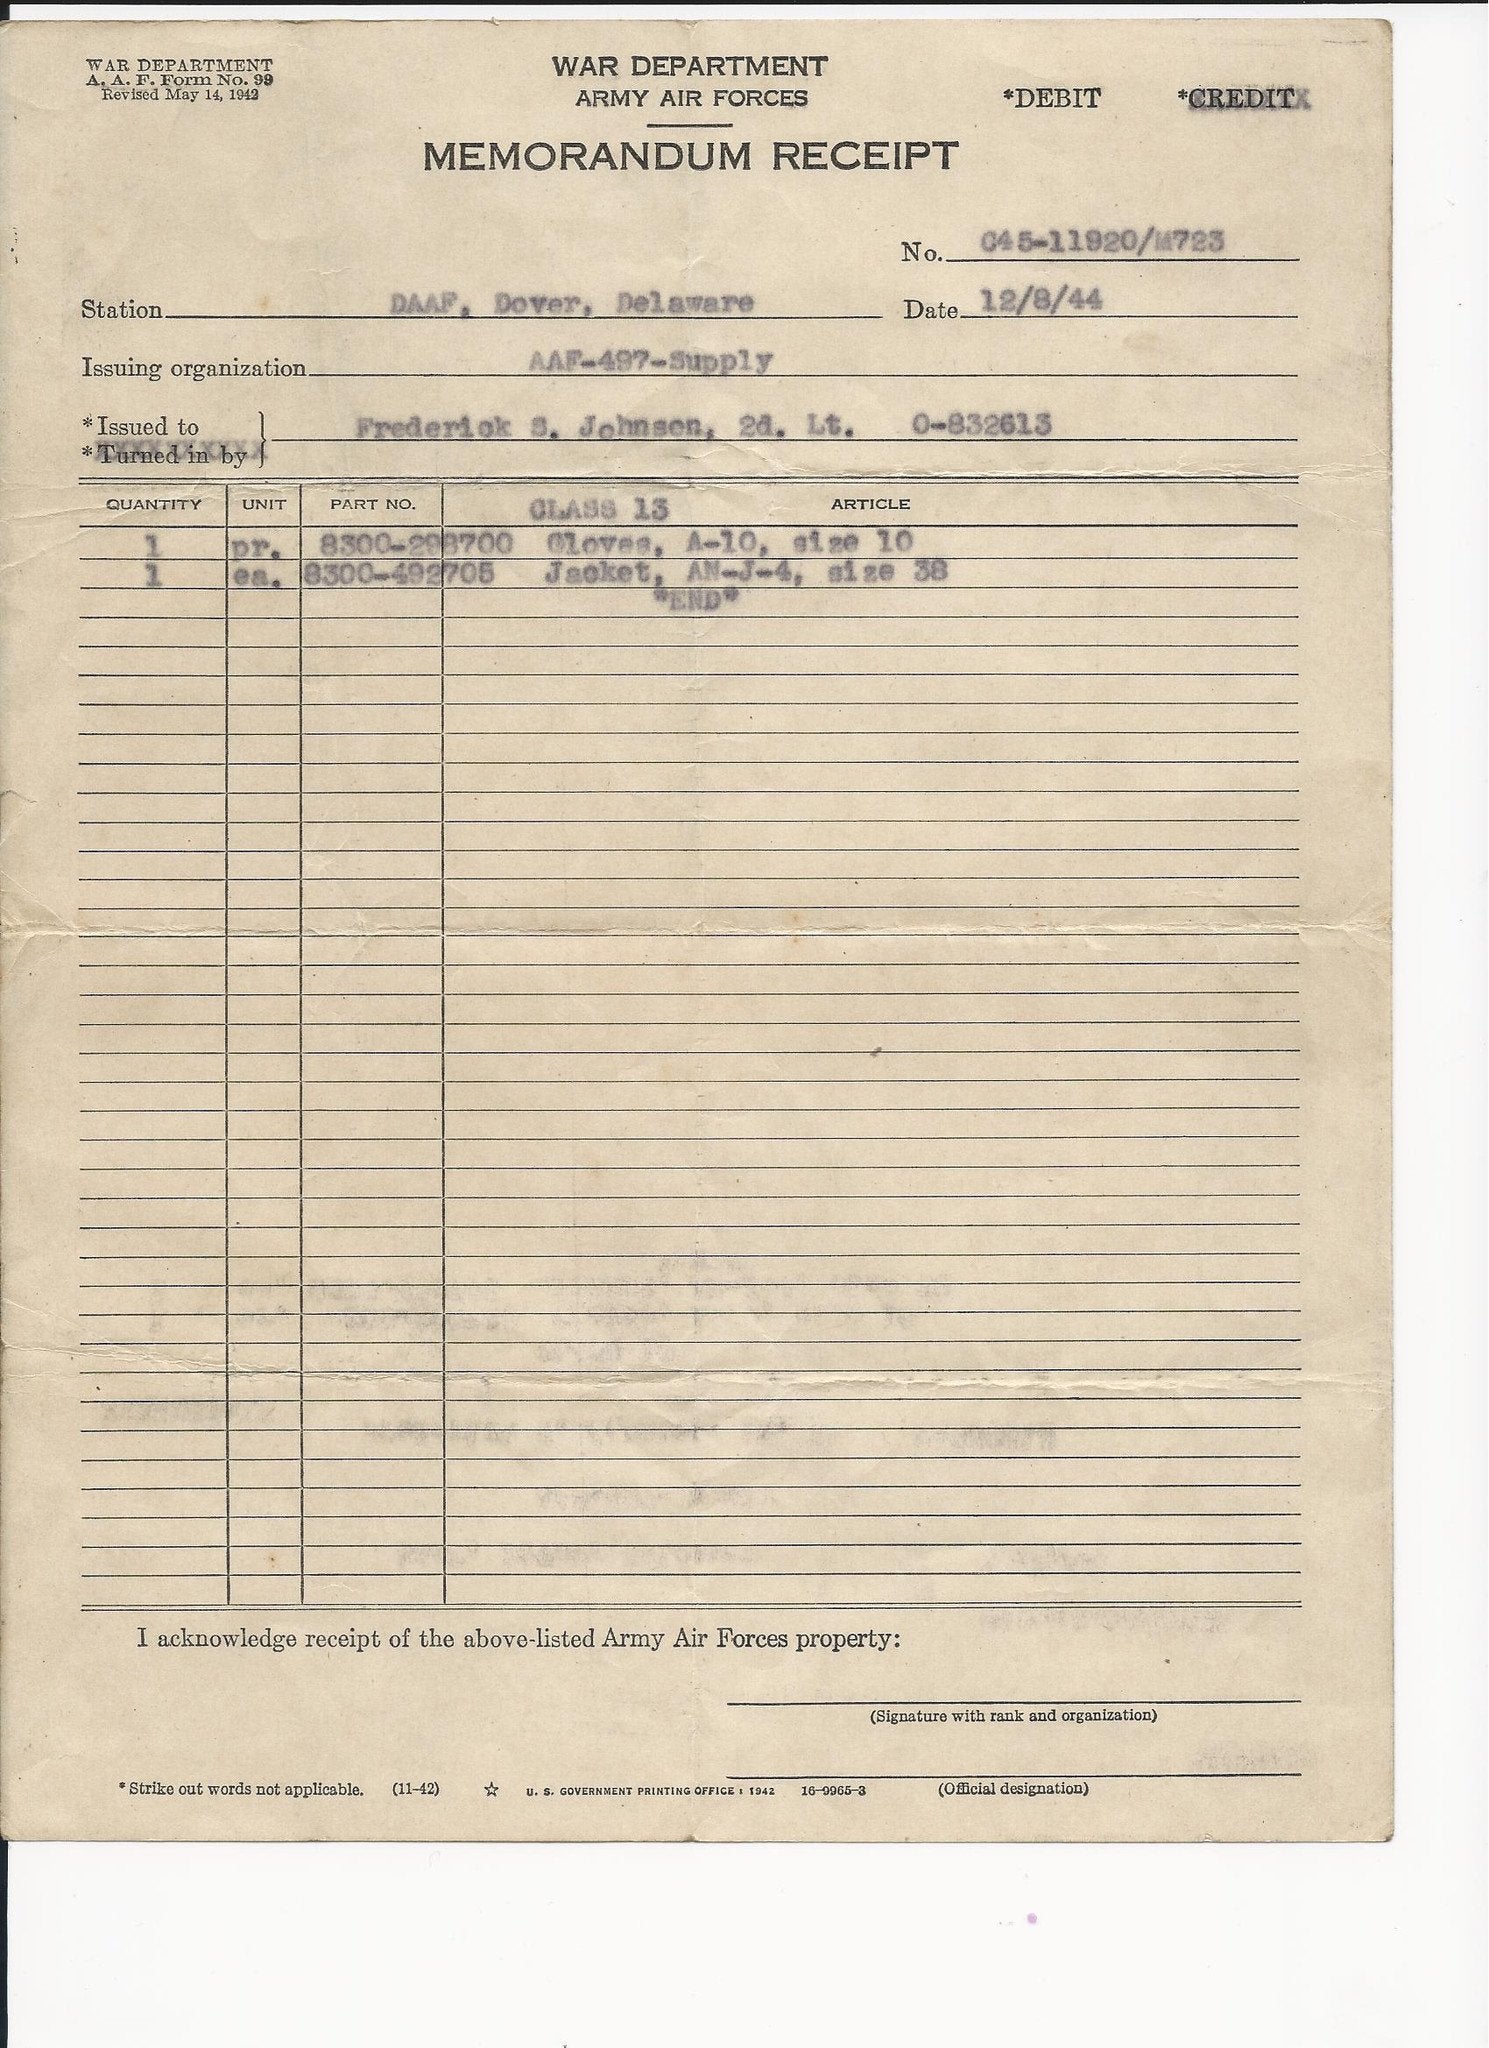 WAR DEPARTMENT
A. A. F. Form No. 99
Revised May 14, 1942
WAR DEPARTMENT
ARMY AIR FORCES
*DEBIT *CREDIT
MEMORANDUM RECEIPT
No. C45-11920/M723
Station DAAF, Dover, Delaware Date 12/8/44
Issuing organization AAF-497-Supply
*Issued to
*Turned in by } Frederick S. Johnson, 2d. Lt. O-832613
QUANTITY UNIT PART NO. CLASS 13 ARTICLE
1 pr. 8300-298700 Gloves, A-10, size 10
1 ea. 8300-492705 Jacket, AN-J-4, size 38
*END*
I acknowledge receipt of the above-listed Army Air Forces property:
(Signature with rank and organization)
* Strike out words not applicable. (11-42) ☆ U. S. GOVERNMENT PRINTING OFFICE : 1942 16-9965-3 (Official designation)